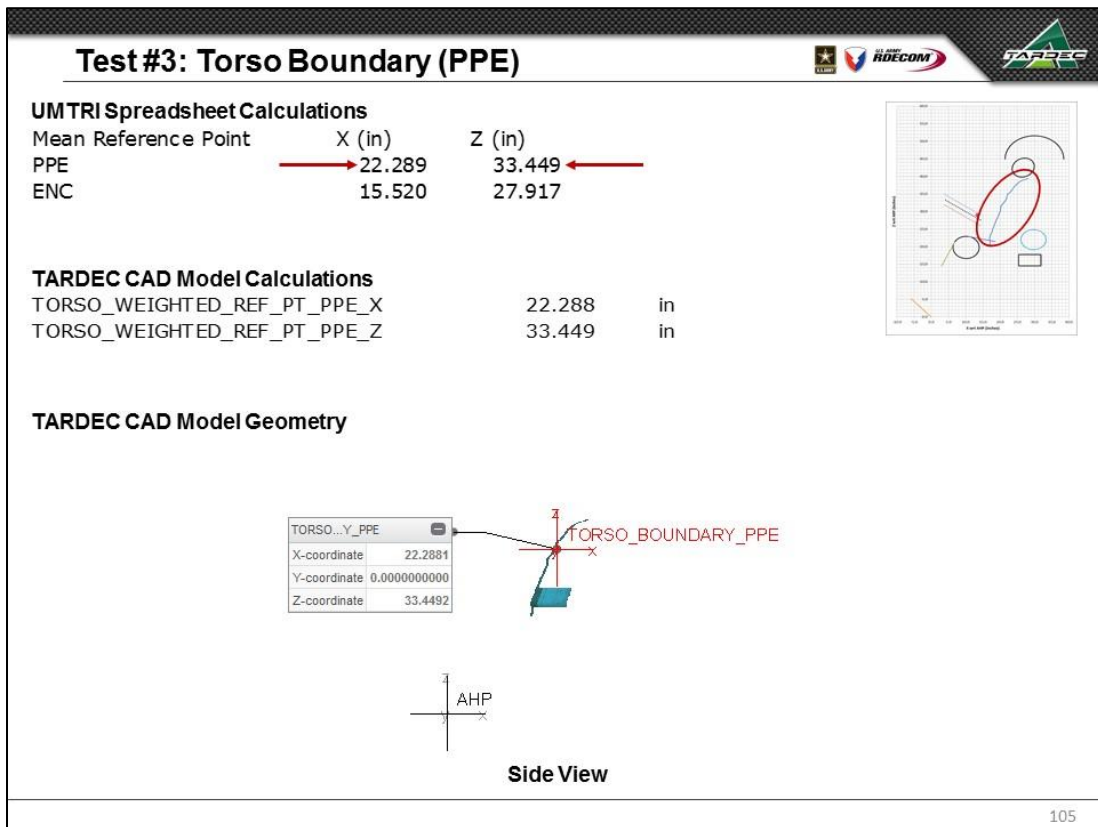 Test #3: Torso Boundary (PPE)
U.S. ARMY
U.S. ARMY
RDECOM
TARDEC
UMTRI Spreadsheet Calculations
Mean Reference Point X (in) Z (in)
PPE 22.289 33.449
ENC 15.520 27.917
TARDEC CAD Model Calculations
TORSO_WEIGHTED_REF_PT_PPE_X 22.288 in
TORSO_WEIGHTED_REF_PT_PPE_Z 33.449 in
TARDEC CAD Model Geometry
TORSO...Y_PPE
X-coordinate 22.2881
Y-coordinate 0.0000000000
Z-coordinate 33.4492
Z
TORSO_BOUNDARY_PPE
X
Z
AHP
Y
X
Side View
105